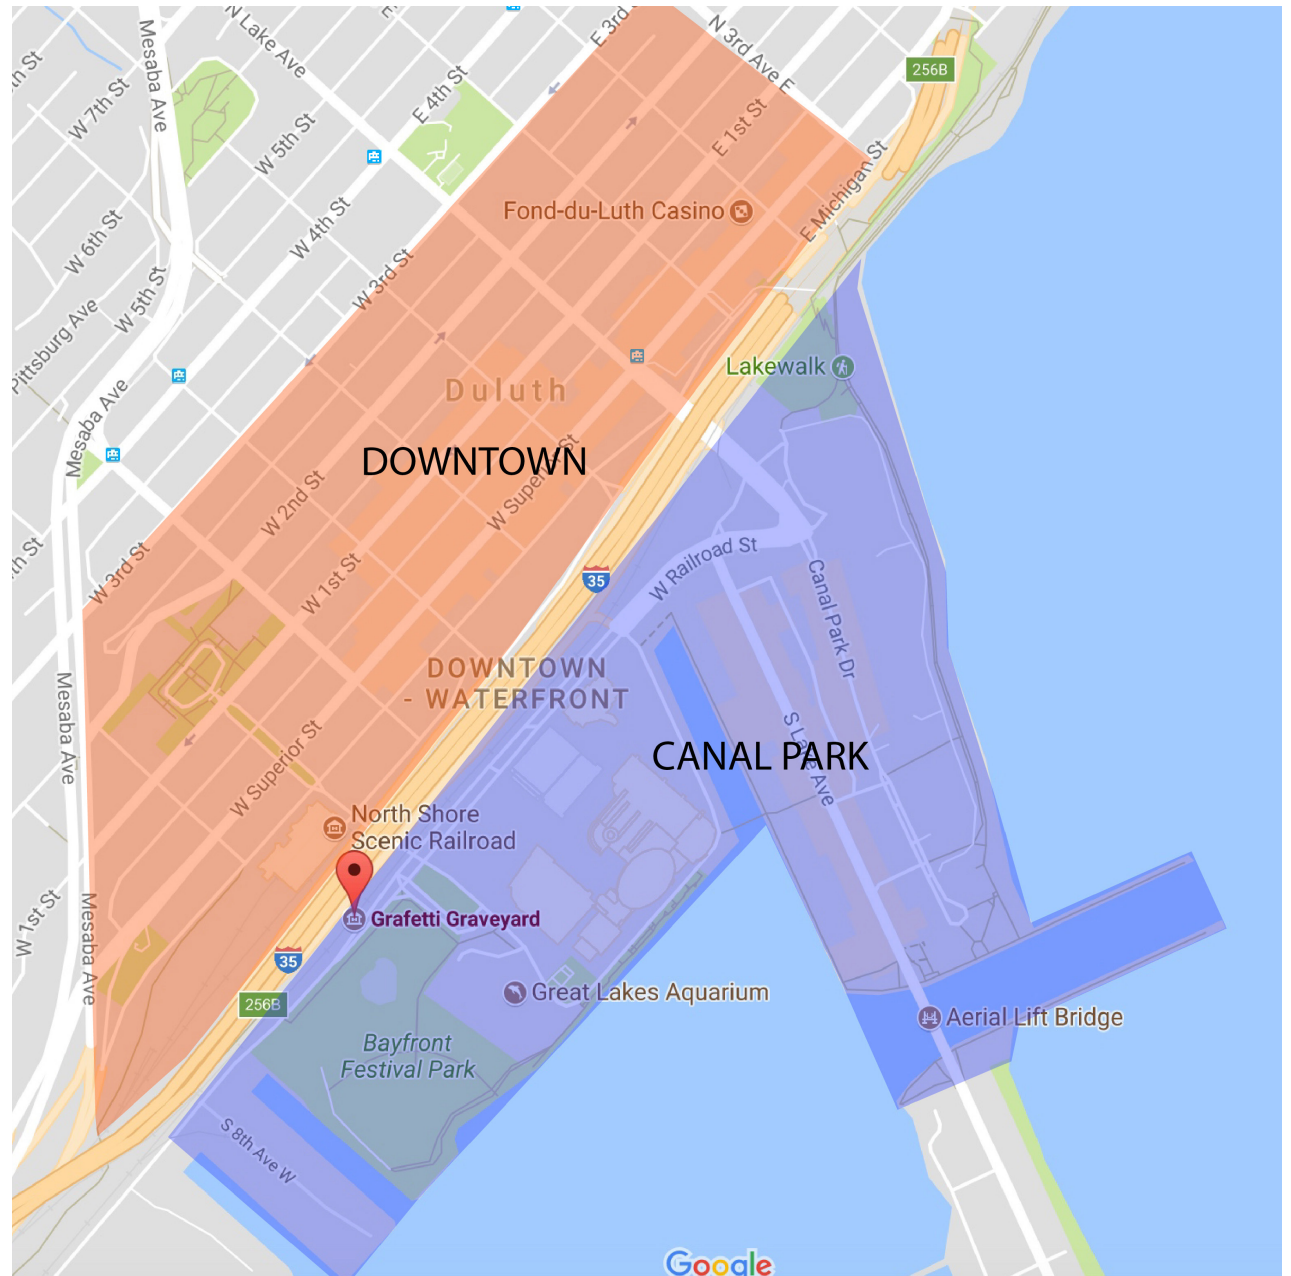 N Lake Ave
E 3rd
N 3rd Ave E
256B
Mesaba Ave
th St
W 7th St
E 4th St
W 5th St
E 1st St
E Michigan St
Fond-du-Luth Casino
W 6th St
W 4th St
W 3rd St
W 5th St
Pittsburg Ave
Lakewalk
Duluth
Mesaba Ave
DOWNTOWN
W 2nd St
W Superior St
th St
W 3rd St
W 1st St
35
W Railroad St
Canal Park Dr
DOWNTOWN
- WATERFRONT
Mesaba Ave
S Lake Ave
CANAL PARK
W Superior St
North Shore
Scenic Railroad
W 1st St
Mesaba Ave
Grafetti Graveyard
35
256B
Great Lakes Aquarium
Aerial Lift Bridge
Bayfront
Festival Park
S 8th Ave W
Google